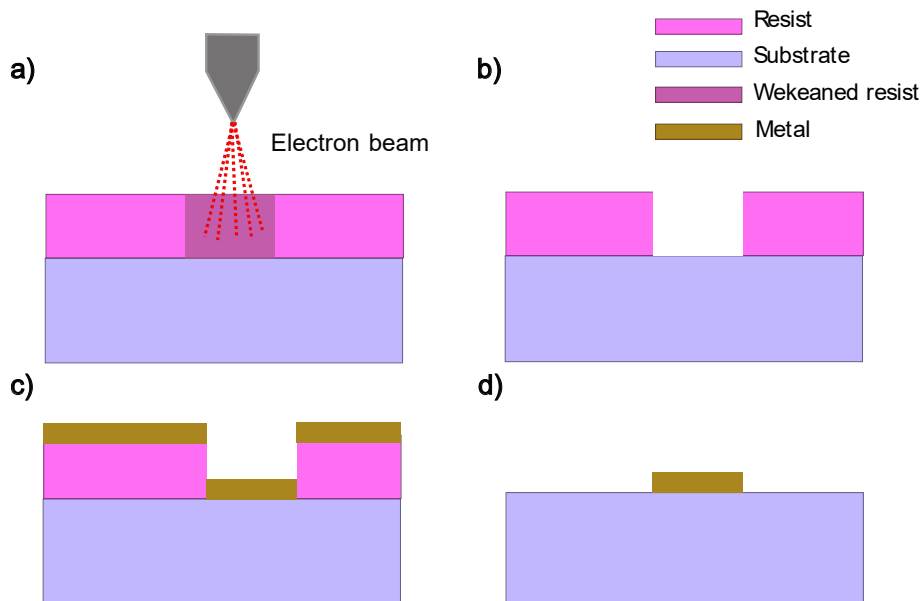 a)
Electron beam
b)
Resist
Substrate
Wekeaned resist
Metal
c)
d)